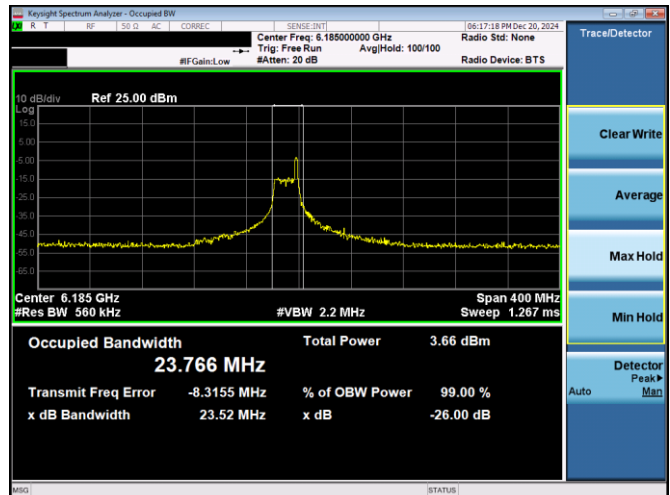 Keysight Spectrum Analyzer - Occupied BW
R T RF 50 Ω AC CORREC SENSE:INT 06:17:18 PM Dec 20, 2024
Center Freq: 6.185000000 GHz Radio Std: None
Trig: Free Run Avg|Hold: 100/100
#IFGain:Low #Atten: 20 dB Radio Device: BTS
Trace/Detector
10 dB/div Ref 25.00 dBm
Log
15.0
5.00
-5.00
-15.0
-25.0
-35.0
-45.0
-55.0
-65.0
Center 6.185 GHz Span 400 MHz
#Res BW 560 kHz #VBW 2.2 MHz Sweep 1.267 ms
Occupied Bandwidth Total Power 3.66 dBm
23.766 MHz
Transmit Freq Error -8.3155 MHz % of OBW Power 99.00 %
x dB Bandwidth 23.52 MHz x dB -26.00 dB
Clear Write
Average
Max Hold
Min Hold
Detector
Peak▶
Auto Man
MSG STATUS